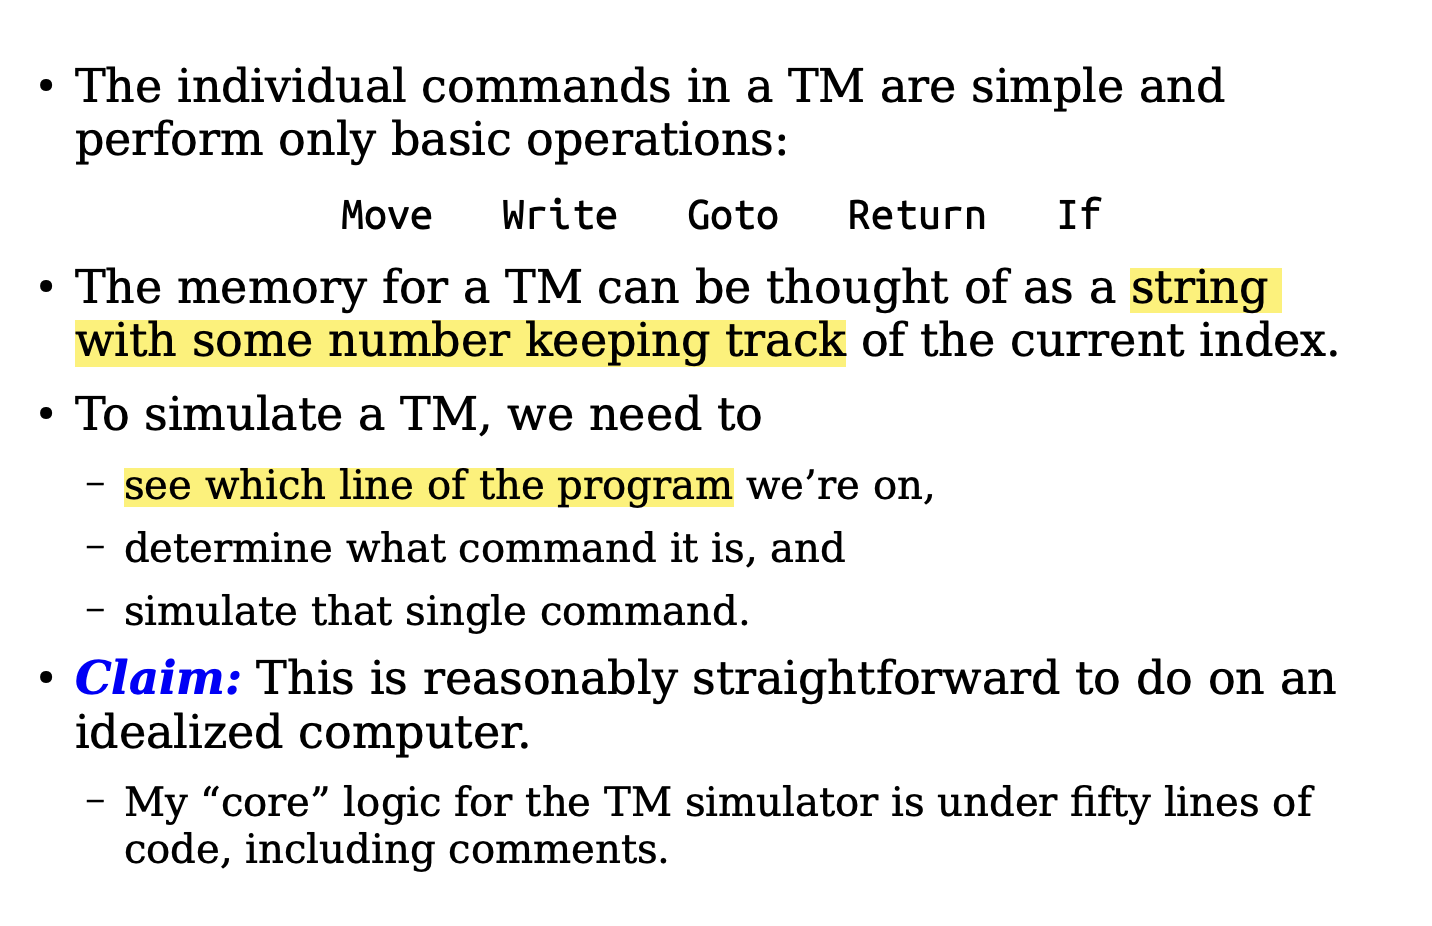 • The individual commands in a TM are simple and
perform only basic operations:
Move Write Goto Return If
• The memory for a TM can be thought of as a string
with some number keeping track of the current index.
• To simulate a TM, we need to
– see which line of the program we’re on,
– determine what command it is, and
– simulate that single command.
• Claim: This is reasonably straightforward to do on an
idealized computer.
– My “core” logic for the TM simulator is under fifty lines of
code, including comments.